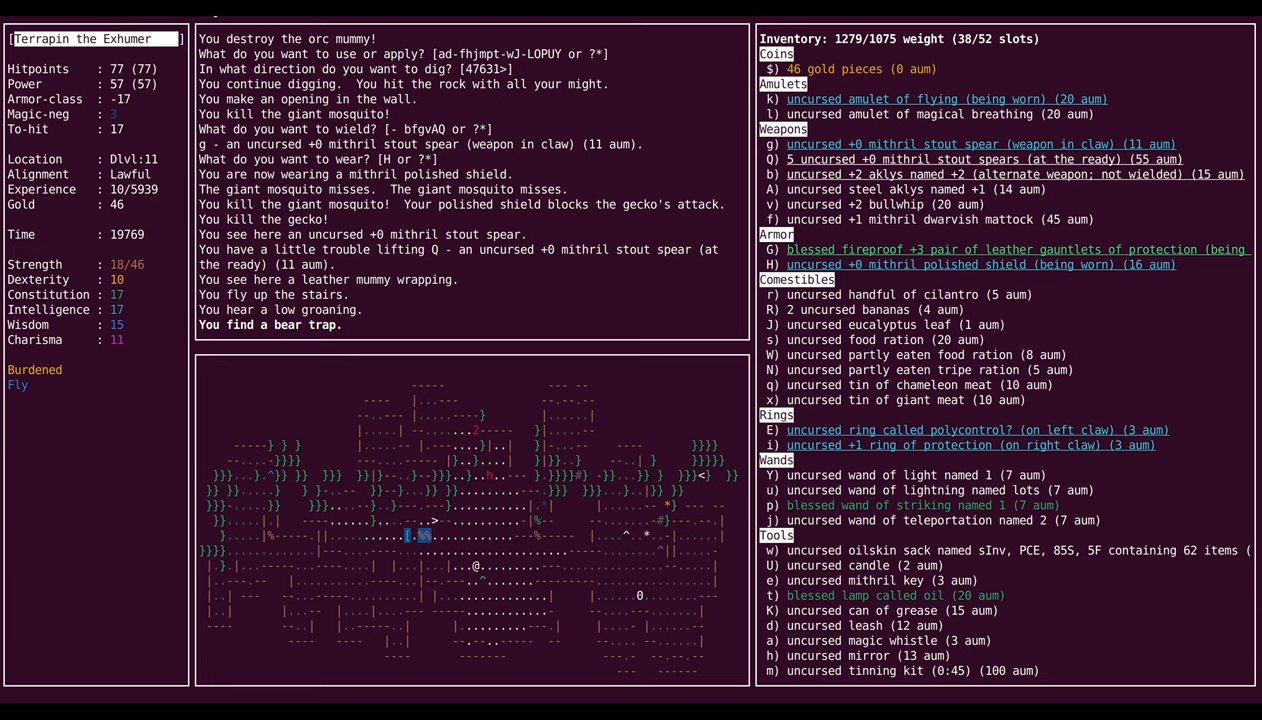 [Terrapin the Exhumer ]
Hitpoints : 77 (77)
Power : 57 (57)
Armor-class : -17
Magic-neg : 3
To-hit : 17
Location : Dlvl:11
Alignment : Lawful
Experience : 10/5939
Gold : 46
Time : 19769
Strength : 18/46
Dexterity : 10
Constitution : 17
Intelligence : 17
Wisdom : 15
Charisma : 11
Burdened
Fly
You destroy the orc mummy!
What do you want to use or apply? [ad-fhjmpt-wJ-LOPUY or ?*]
In what direction do you want to dig? [47631>]
You continue digging.  You hit the rock with all your might.
You make an opening in the wall.
You kill the giant mosquito!
What do you want to wield? [- bfgvAQ or ?*]
g - an uncursed +0 mithril stout spear (weapon in claw) (11 aum).
What do you want to wear? [H or ?*]
You are now wearing a mithril polished shield.
The giant mosquito misses.  The giant mosquito misses.
You kill the giant mosquito!  Your polished shield blocks the gecko's attack.
You kill the gecko!
You see here an uncursed +0 mithril stout spear.
You have a little trouble lifting Q - an uncursed +0 mithril stout spear (at
the ready) (11 aum).
You see here a leather mummy wrapping.
You fly up the stairs.
You hear a low groaning.
You find a bear trap.
Inventory: 1279/1075 weight (38/52 slots)
Coins
$) 46 gold pieces (0 aum)
Amulets
k) uncursed amulet of flying (being worn) (20 aum)
l) uncursed amulet of magical breathing (20 aum)
Weapons
g) uncursed +0 mithril stout spear (weapon in claw) (11 aum)
Q) 5 uncursed +0 mithril stout spears (at the ready) (55 aum)
b) uncursed +2 aklys named +2 (alternate weapon; not wielded) (15 aum)
A) uncursed steel aklys named +1 (14 aum)
v) uncursed +2 bullwhip (20 aum)
f) uncursed +1 mithril dwarvish mattock (45 aum)
Armor
G) blessed fireproof +3 pair of leather gauntlets of protection (being
H) uncursed +0 mithril polished shield (being worn) (16 aum)
Comestibles
r) uncursed handful of cilantro (5 aum)
R) 2 uncursed bananas (4 aum)
J) uncursed eucalyptus leaf (1 aum)
s) uncursed food ration (20 aum)
W) uncursed partly eaten food ration (8 aum)
N) uncursed partly eaten tripe ration (5 aum)
q) uncursed tin of chameleon meat (10 aum)
x) uncursed tin of giant meat (10 aum)
Rings
E) uncursed ring called polycontrol? (on left claw) (3 aum)
i) uncursed +1 ring of protection (on right claw) (3 aum)
Wands
Y) uncursed wand of light named 1 (7 aum)
u) uncursed wand of lightning named lots (7 aum)
p) blessed wand of striking named 1 (7 aum)
j) uncursed wand of teleportation named 2 (7 aum)
Tools
w) uncursed oilskin sack named sInv, PCE, 85S, 5F containing 62 items (
U) uncursed candle (2 aum)
e) uncursed mithril key (3 aum)
t) blessed lamp called oil (20 aum)
K) uncursed can of grease (15 aum)
d) uncursed leash (12 aum)
a) uncursed magic whistle (3 aum)
h) uncursed mirror (13 aum)
m) uncursed tinning kit (0:45) (100 aum)